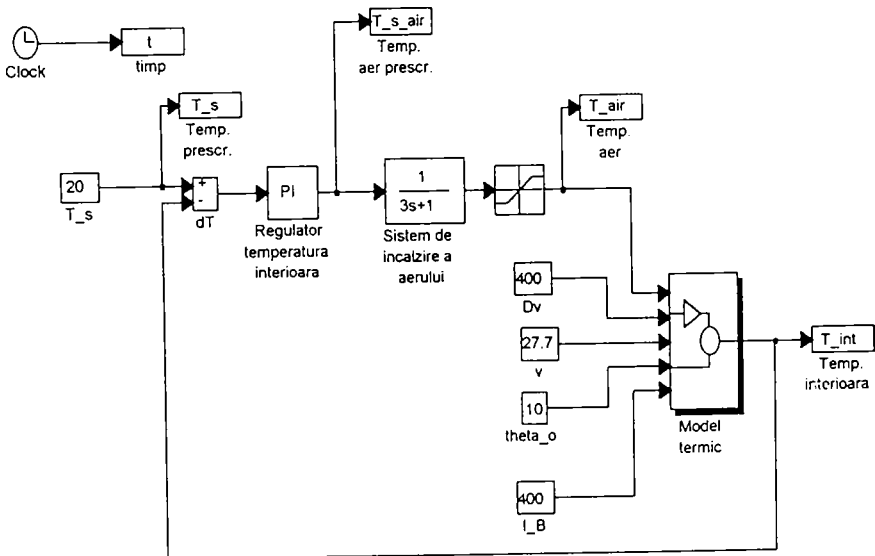 T_s_air
Temp.
aer prescr.
t
timp
Clock
T_s
Temp.
prescr.
T_air
Temp.
aer
20
T_s
+
-
dT
PI
Regulator
temperatura
interioara
1
3s+1
Sistem de
incalzire a
aerului
400
Dv
27.7
v
10
theta_o
400
I_B
Model
termic
T_int
Temp.
interioara